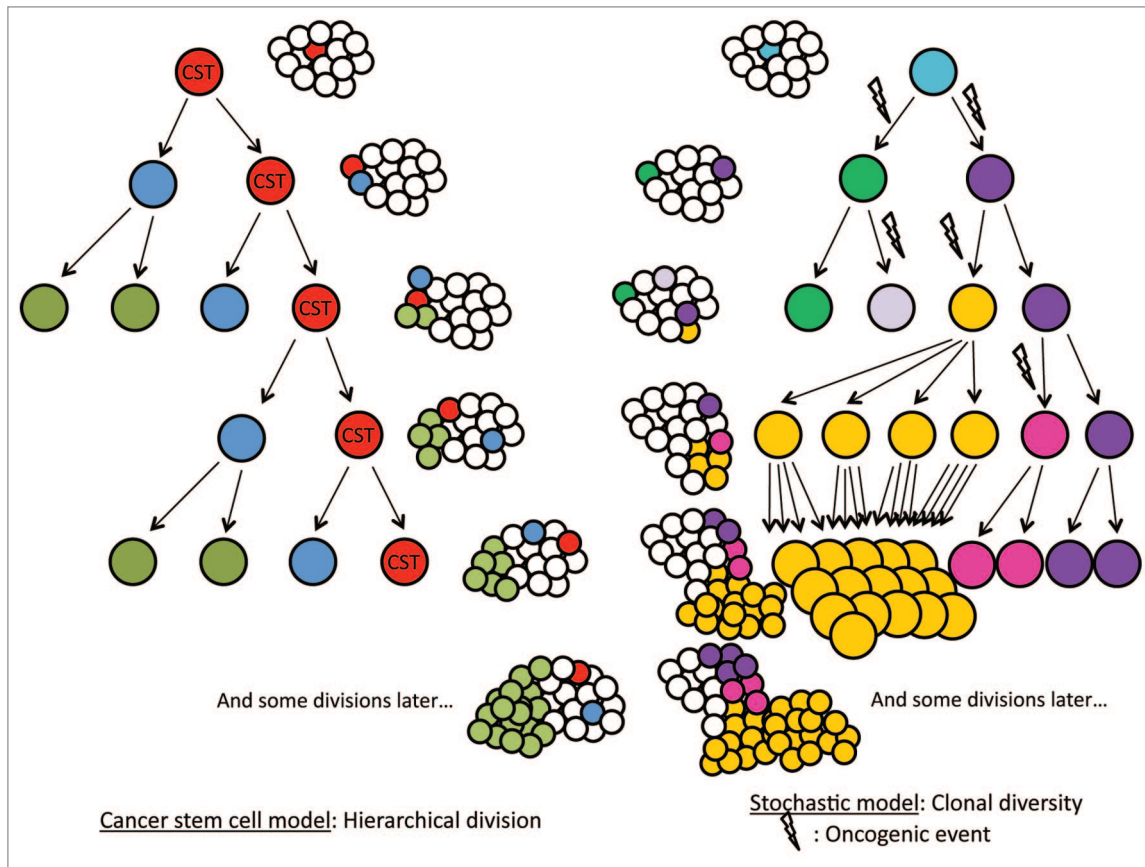 CST
CST
CST
CST
CST
And some divisions later...
And some divisions later...
Cancer stem cell model: Hierarchical division
Stochastic model: Clonal diversity
: Oncogenic event